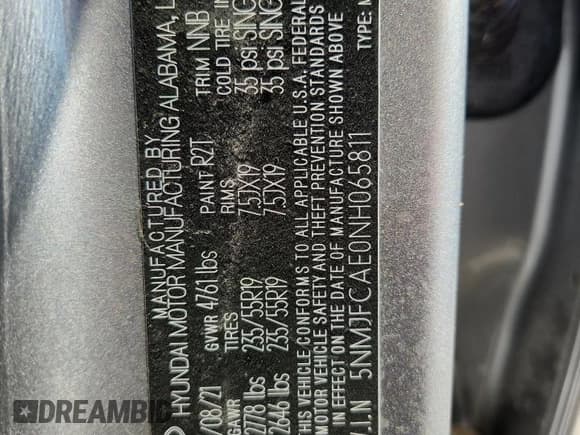 MANUFACTURED BY
HYUNDAI MOTOR MANUFACTURING ALABAMA, L
/08/21 GVWR 4761 lbs PAINT R2T TRIM NNB
GAWR TIRES RIMS COLD TIRE IN
2778 lbs 235/55R19 7.5JX19 35 psi SING
2646 lbs 235/55R19 7.5JX19 35 psi SING
THIS VEHICLE CONFORMS TO ALL APPLICABLE U.S.A. FEDERAL
MOTOR VEHICLE SAFETY AND THEFT PREVENTION STANDARDS
IN EFFECT ON THE DATE OF MANUFACTURE SHOWN ABOVE
V.I.N 5NMJFCAE0NH065811 TYPE: M
DREAMBID